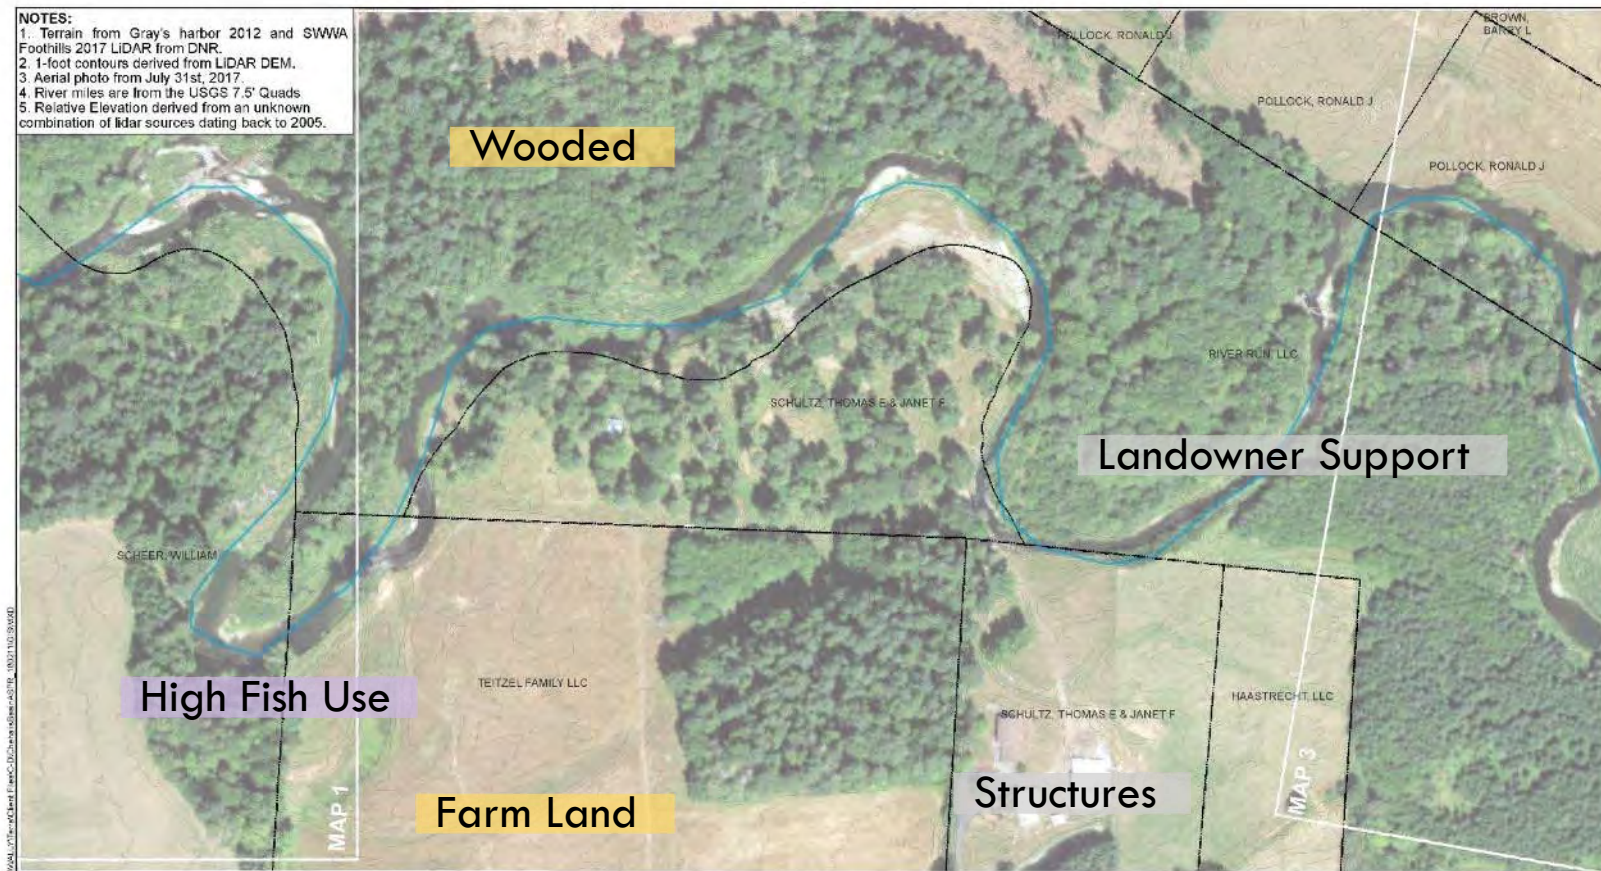 NOTES:
1. Terrain from Gray's harbor 2012 and SWWA
Foothills 2017 LiDAR from DNR.
2. 1-foot contours derived from LiDAR DEM.
3. Aerial photo from July 31st, 2017.
4. River miles are from the USGS 7.5' Quads
5. Relative Elevation derived from an unknown
combination of lidar sources dating back to 2005.
BROWN,
BARRY L
POLLOCK, RONALD J
POLLOCK, RONALD J
Wooded
POLLOCK, RONALD J
RIVER RUN, LLC
SCHULTZ, THOMAS E & JANET F
Landowner Support
SCHEER, WILLIAM
High Fish Use
TEITZEL FAMILY LLC
HAASTRECHT, LLC
SCHULTZ, THOMAS E & JANET F
Structures
Farm Land
MAP 1
MAP 3